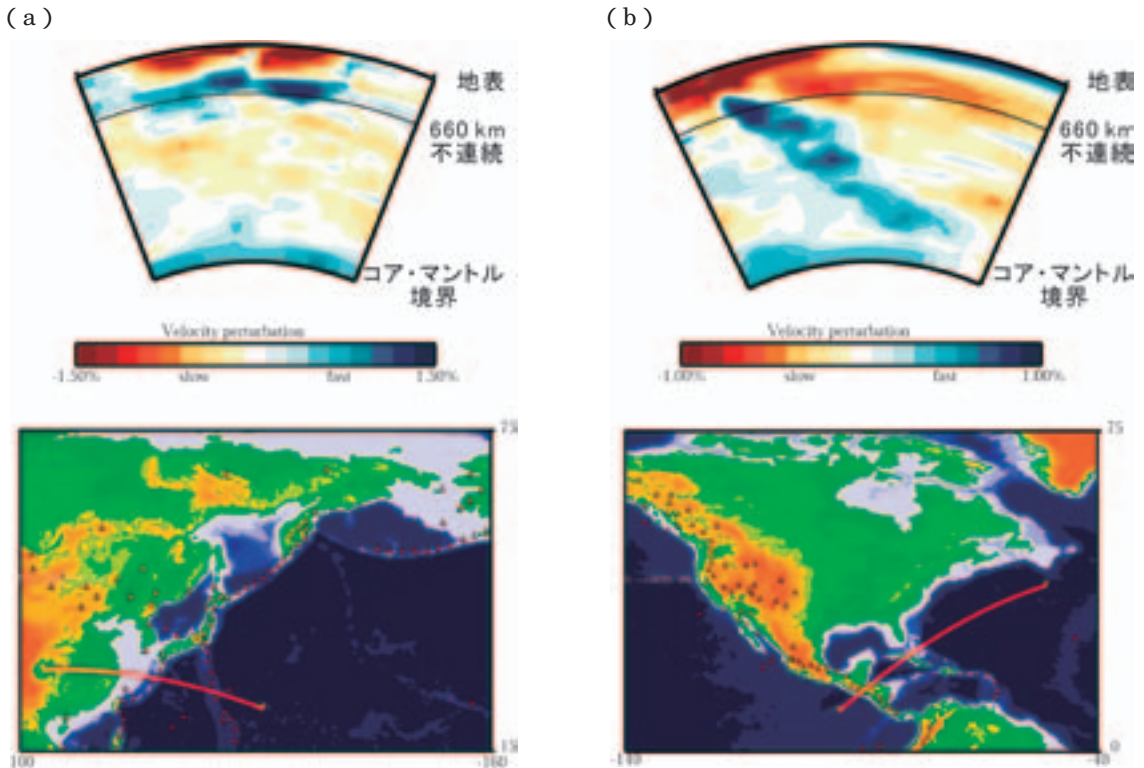 (a)
地表
660 km
不連続
コア・マントル
境界
Velocity perturbation
-1.50% slow fast 1.50%
75
15
100 -160
(b)
地表
660 km
不連続
コア・マントル
境界
Velocity perturbation
-1.00% slow fast 1.00%
75
0
-140 -40